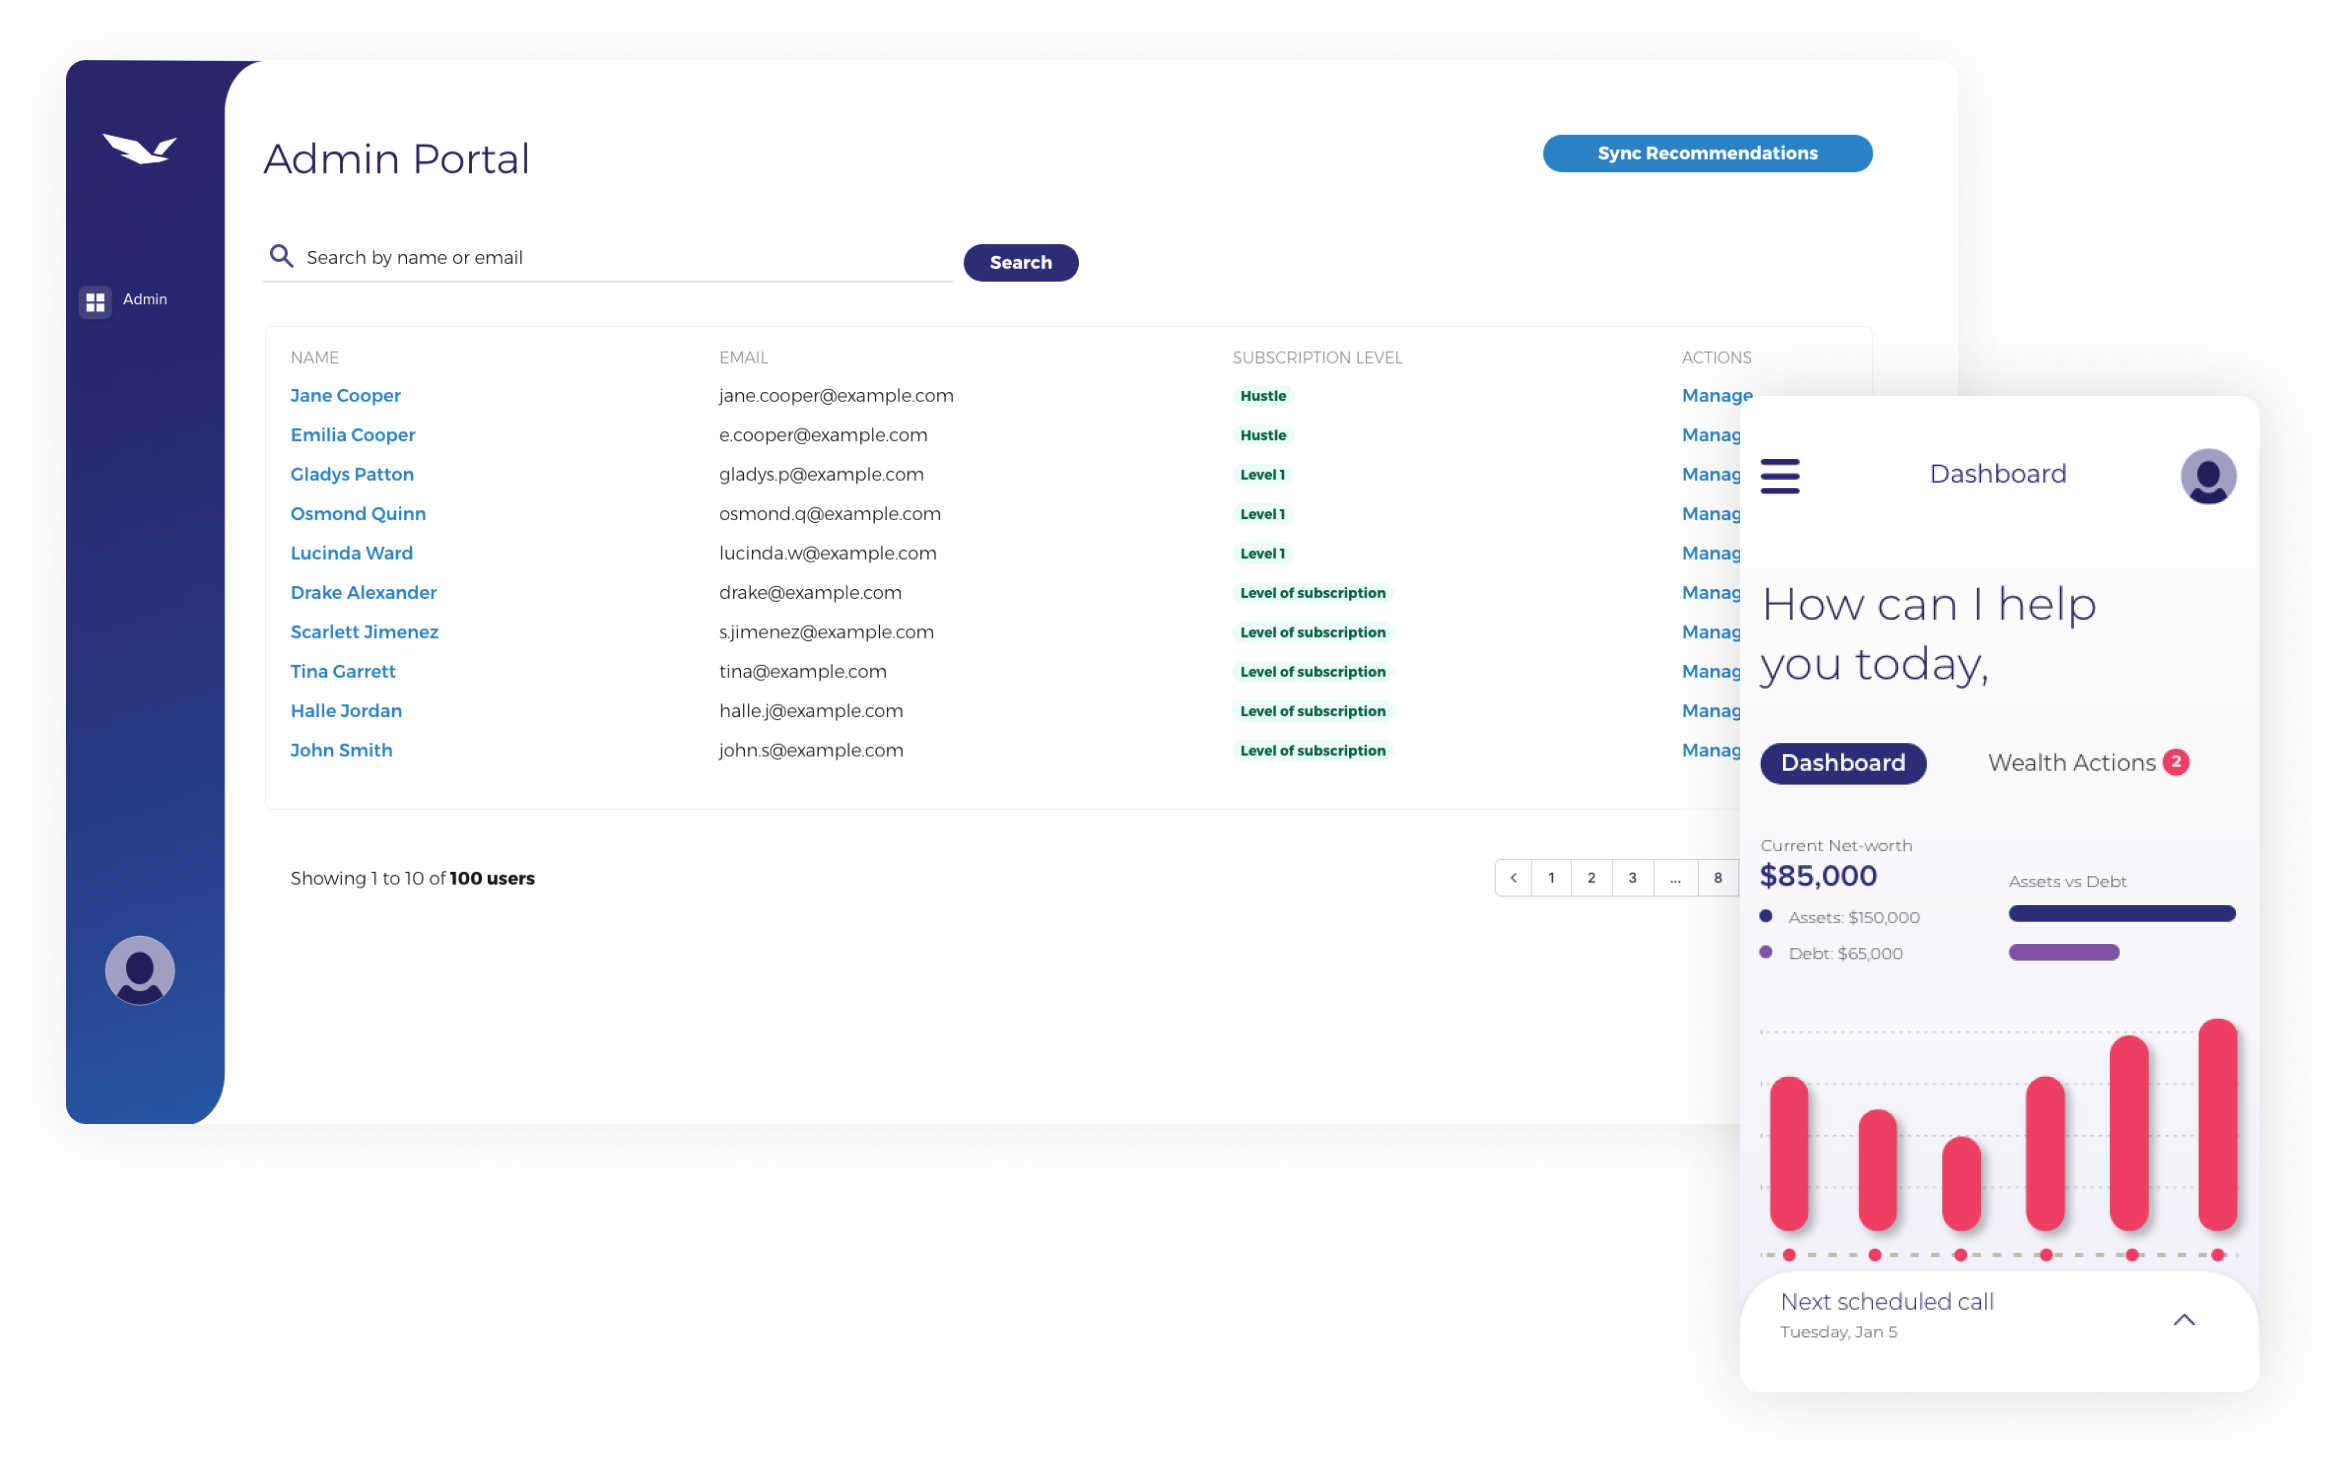 Admin Portal
Sync Recommendations
Search by name or email
Search
Admin
NAME EMAIL SUBSCRIPTION LEVEL ACTIONS
Jane Cooper jane.cooper@example.com Hustle Manage
Emilia Cooper e.cooper@example.com Hustle Manag
Gladys Patton gladys.p@example.com Level 1 Manag
Osmond Quinn osmond.q@example.com Level 1 Manag
Lucinda Ward lucinda.w@example.com Level 1 Manag
Drake Alexander drake@example.com Level of subscription Manag
Scarlett Jimenez s.jimenez@example.com Level of subscription Manag
Tina Garrett tina@example.com Level of subscription Manag
Halle Jordan halle.j@example.com Level of subscription Manag
John Smith john.s@example.com Level of subscription Manag
Showing 1 to 10 of 100 users
< 1 2 3 ... 8
Dashboard
How can I help
you today,
Dashboard Wealth Actions 2
Current Net-worth
$85,000
Assets vs Debt
Assets: $150,000
Debt: $65,000
Next scheduled call
Tuesday, Jan 5